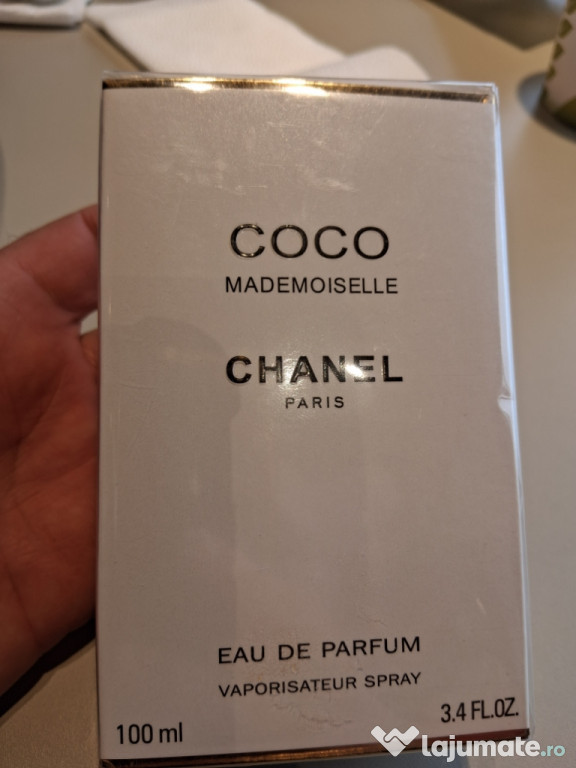 COCO
MADEMOISELLE
CHANEL
PARIS
EAU DE PARFUM
VAPORISATEUR SPRAY
100 ml
3.4 FL.OZ.
lajumate.ro